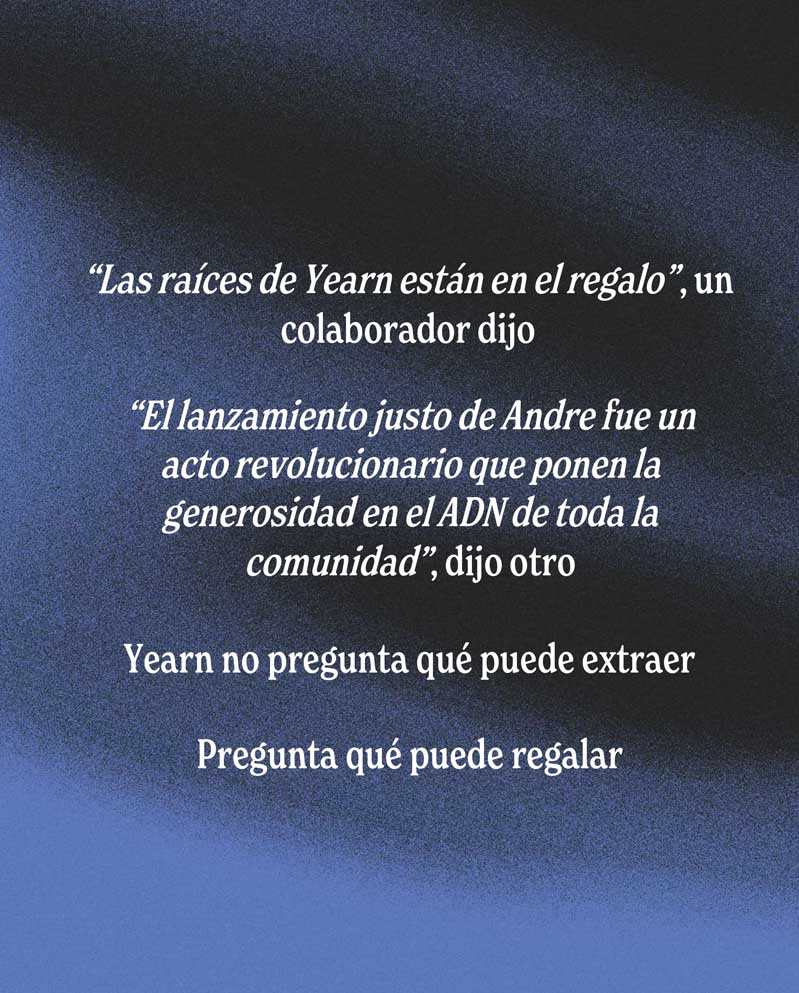 “Las raíces de Yearn están en el regalo”, un
colaborador dijo
“El lanzamiento justo de Andre fue un
acto revolucionario que ponen la
generosidad en el ADN de toda la
comunidad”, dijo otro
Yearn no pregunta qué puede extraer
Pregunta qué puede regalar